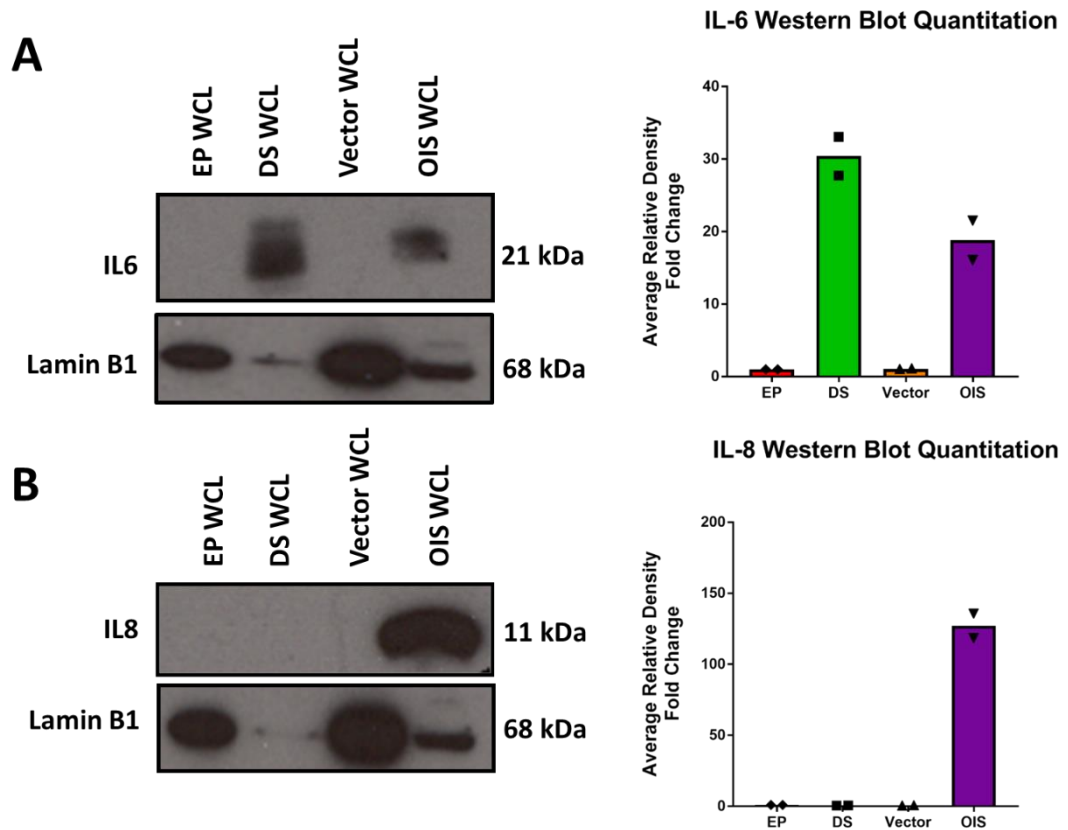 A
EP WCL
DS WCL
Vector WCL
OIS WCL
IL6
21 kDa
Lamin B1
68 kDa
IL-6 Western Blot Quantitation
Average Relative Density
Fold Change
40
30
20
10
0
EP DS Vector OIS
B
EP WCL
DS WCL
Vector WCL
OIS WCL
IL8
11 kDa
Lamin B1
68 kDa
IL-8 Western Blot Quantitation
Average Relative Density
Fold Change
200
150
100
50
0
EP DS Vector OIS